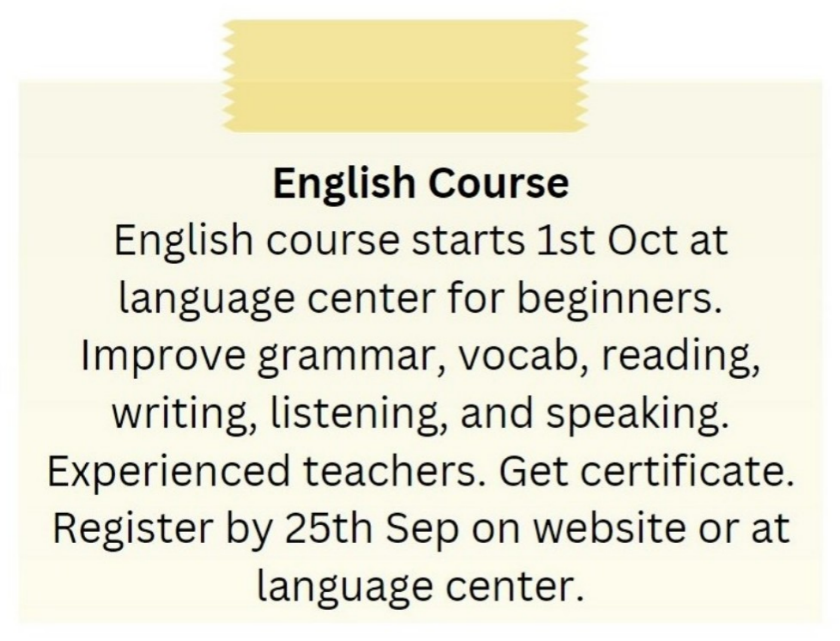 English Course
English course starts 1st Oct at
language center for beginners.
Improve grammar, vocab, reading,
writing, listening, and speaking.
Experienced teachers. Get certificate.
Register by 25th Sep on website or at
language center.